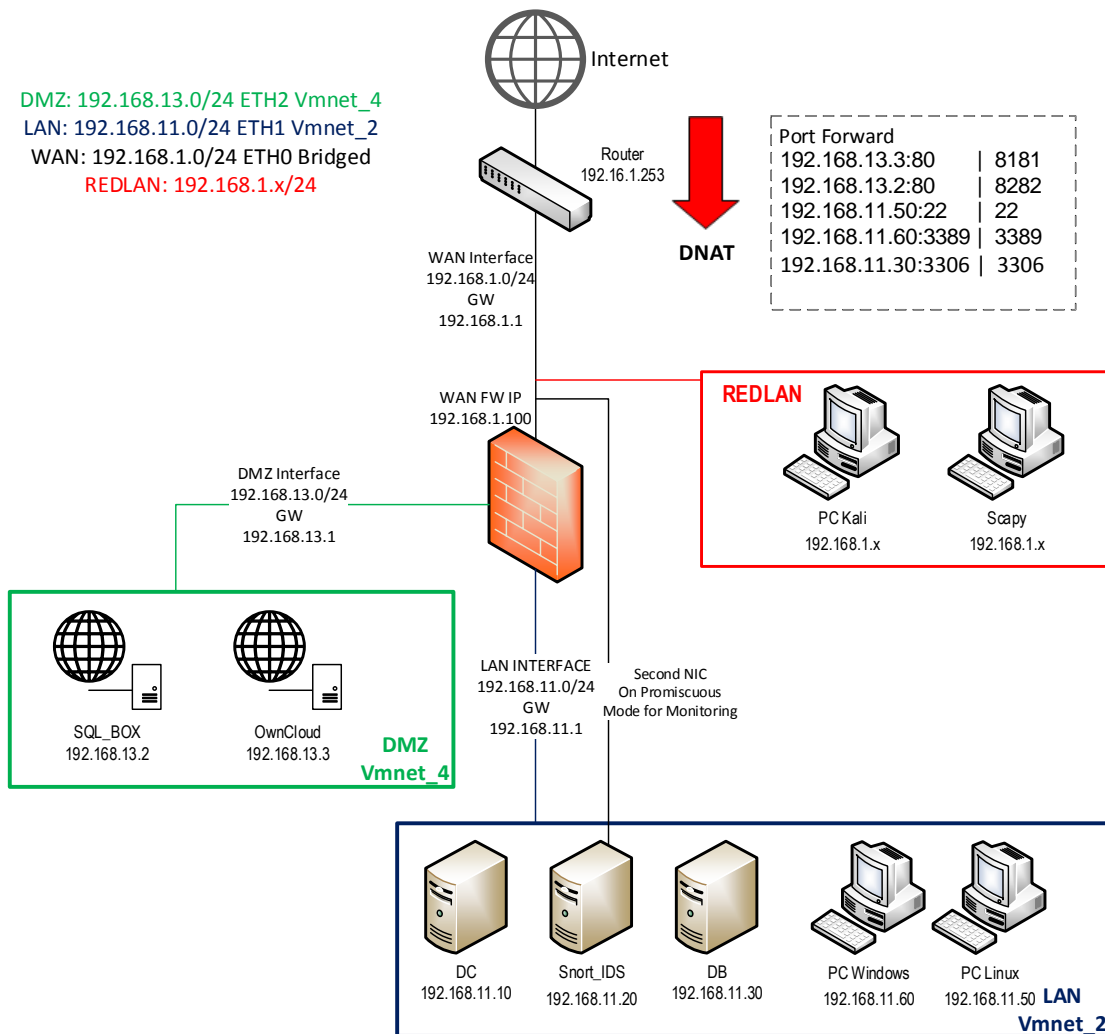 Internet
DMZ: 192.168.13.0/24 ETH2 Vmnet_4
LAN: 192.168.11.0/24 ETH1 Vmnet_2
WAN: 192.168.1.0/24 ETH0 Bridged
REDLAN: 192.168.1.x/24
Router
192.16.1.253
DNAT
Port Forward
192.168.13.3:80 | 8181
192.168.13.2:80 | 8282
192.168.11.50:22 | 22
192.168.11.60:3389 | 3389
192.168.11.30:3306 | 3306
WAN Interface
192.168.1.0/24
GW
192.168.1.1
WAN FW IP
192.168.1.100
REDLAN
PC Kali
192.168.1.x
Scapy
192.168.1.x
DMZ Interface
192.168.13.0/24
GW
192.168.13.1
SQL_BOX
192.168.13.2
OwnCloud
192.168.13.3
DMZ
Vmnet_4
LAN INTERFACE
192.168.11.0/24
GW
192.168.11.1
Second NIC
On Promiscuous
Mode for Monitoring
DC
192.168.11.10
Snort_IDS
192.168.11.20
DB
192.168.11.30
PC Windows
192.168.11.60
PC Linux
192.168.11.50
LAN
Vmnet_2